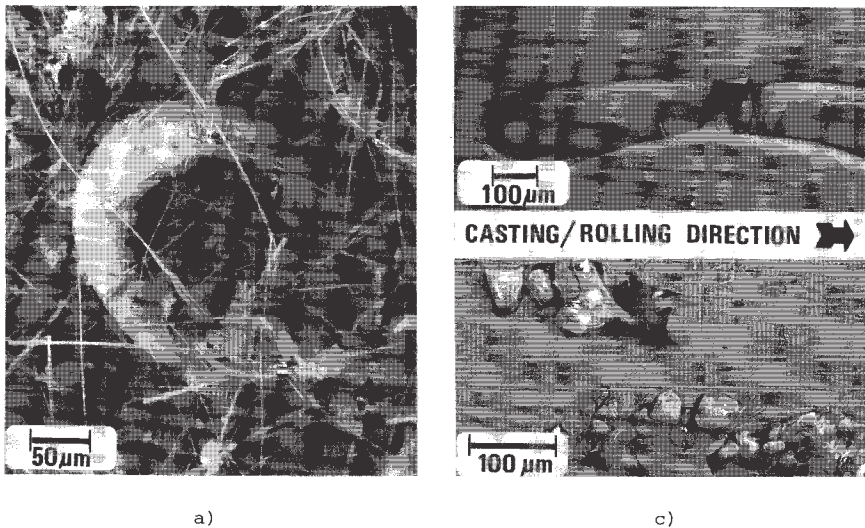 100µm
CASTING/ROLLING DIRECTION
50µm
100 µm
a)
c)